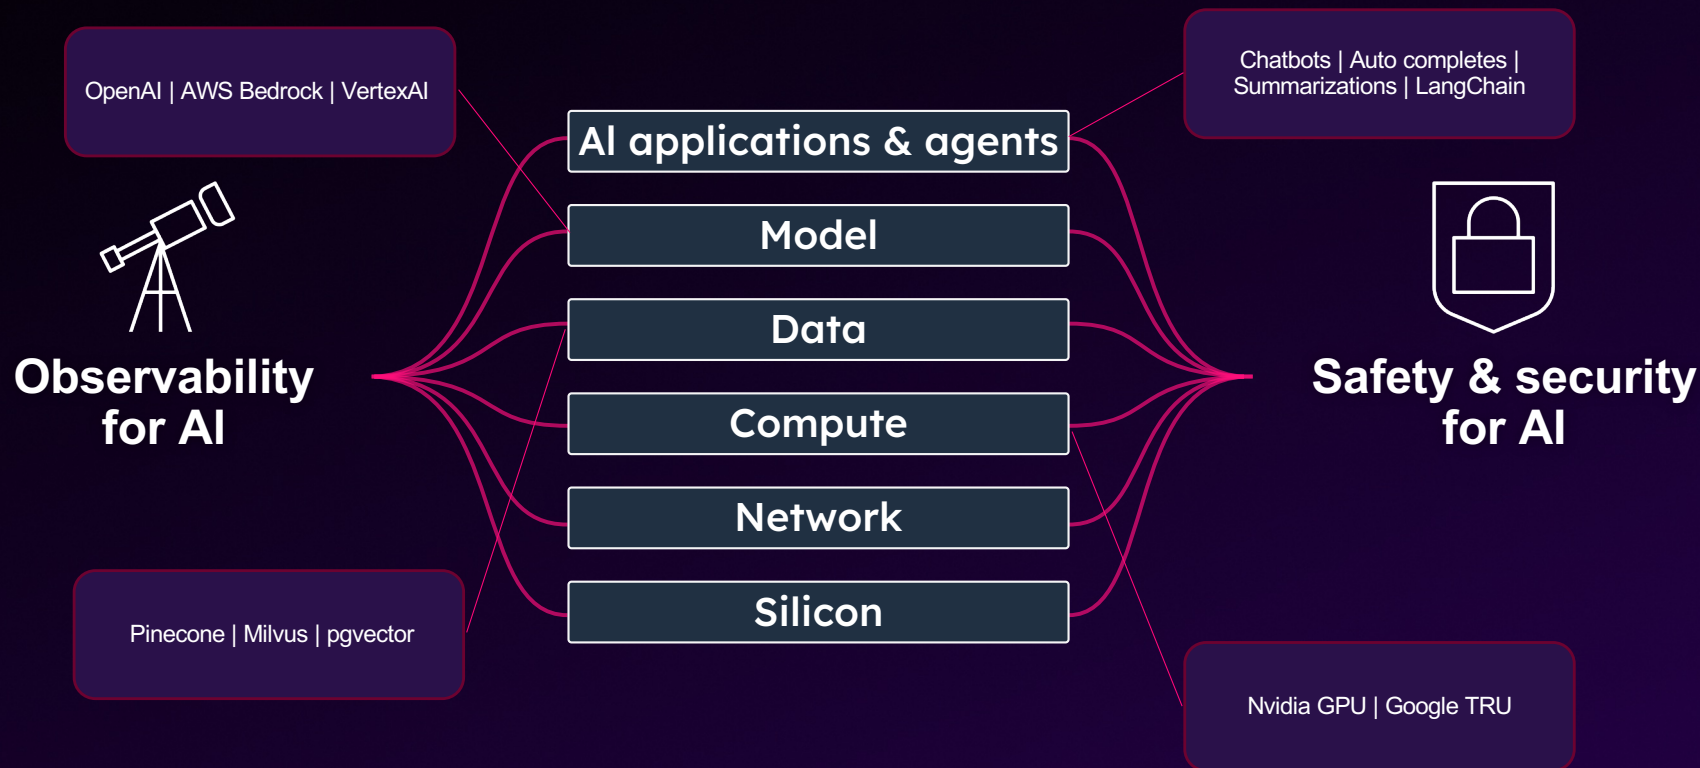 OpenAI | AWS Bedrock | VertexAI
Chatbots | Auto completes |
Summarizations | LangChain
AI applications & agents
Model
Data
Compute
Network
Silicon
Observability
for AI
Safety & security
for AI
Pinecone | Milvus | pgvector
Nvidia GPU | Google TRU